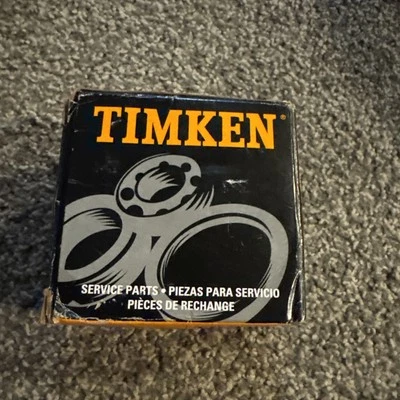 TIMKEN®
SERVICE PARTS • PIEZAS PARA SERVICIO
PIÈCES DE RECHANGE